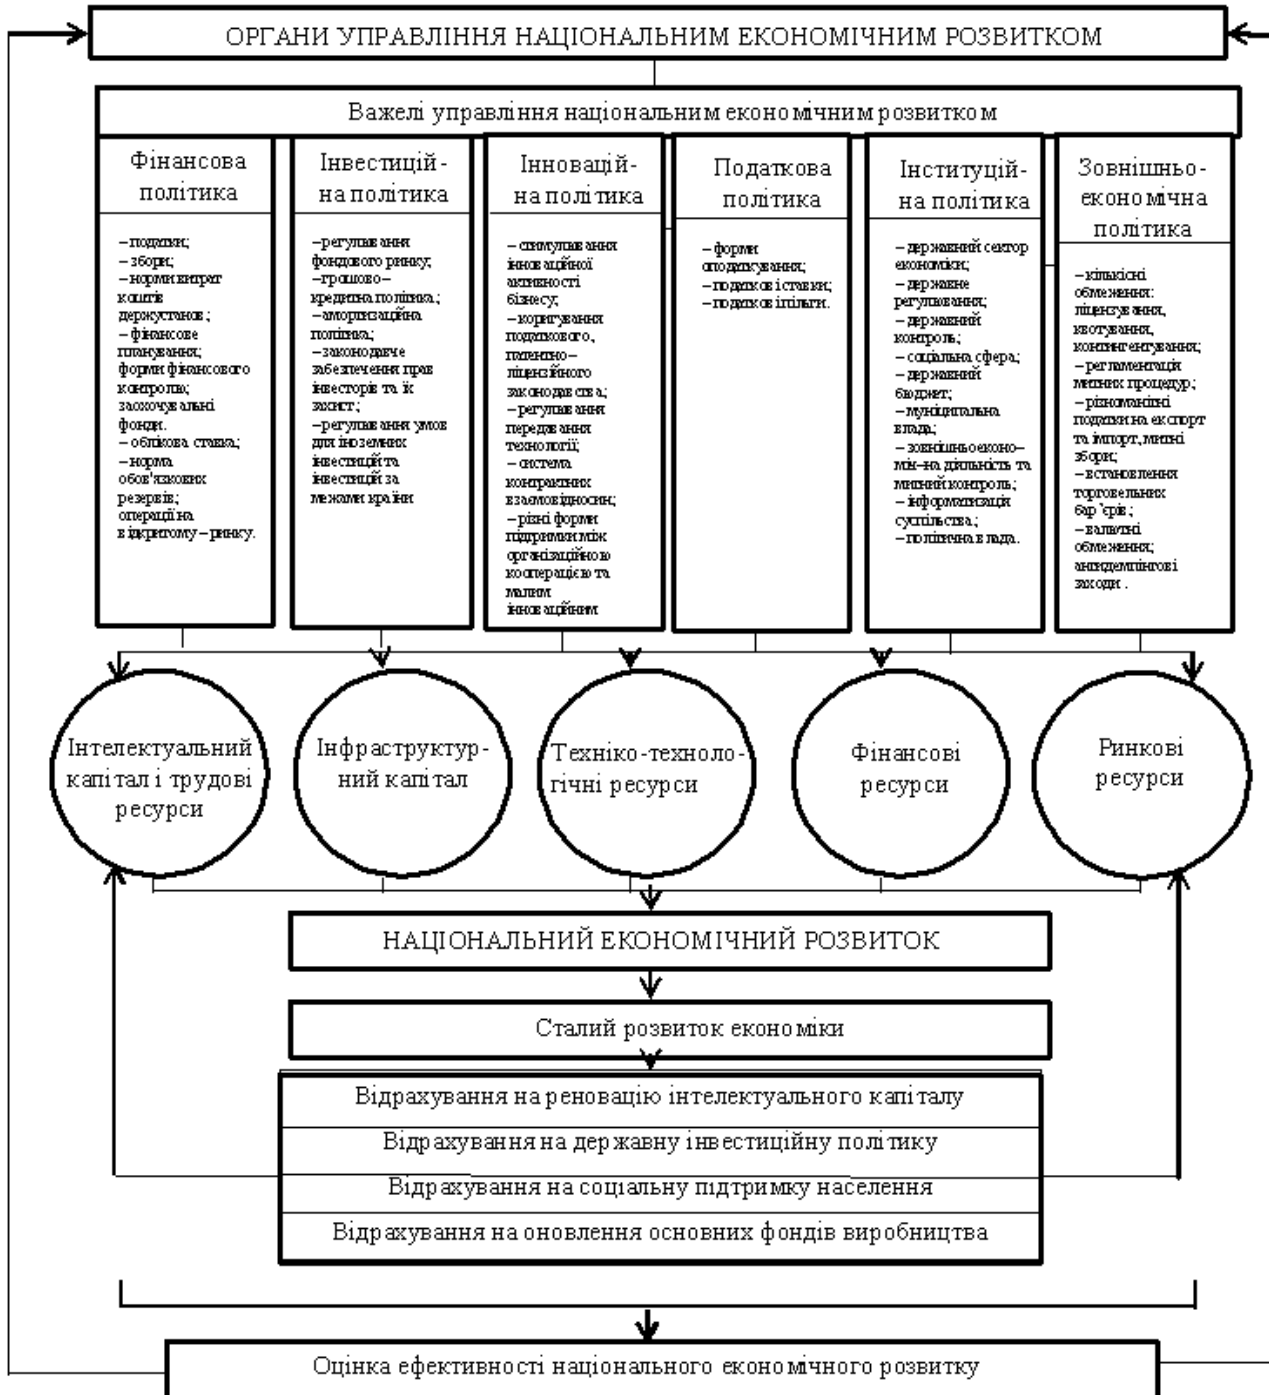 ОРГАНИ УПРАВЛІННЯ НАЦІОНАЛЬНИМ ЕКОНОМІЧНИМ РОЗВИТКОМ
Важелі управління національним економічним розвитком
Фінансова
політика
– податки;
– збори;
– норми витрат
коштів
держустанов;
– фінансове
планування;
форми фінансового
контролю;
заохочувальні
фонди.
– облікова ставка;
– норма
обов'язкових
резервів;
операції на
відкритому – ринку.
Інвестицій-
на політика
– регулювання
фондового ринку;
– грошово–
кредитна політика;
– амортизаційна
політика;
– законодавче
забезпечення прав
інвесторів та їх
захист;
– регулювання умов
для іноземних
інвестицій та
інвестицій за
межами країни
Інновацій-
на політика
– стимулювання
інноваційної
активності
бізнесу;
– коригування
податкового,
патентно–
ліцензійного
законодавства;
– регулювання
передавання
технології;
– система
контрактних
взаємовідносин;
– різні форми
підтримки між
організаційною
кооперацією та
малим
інноваційним
Податкова
політика
– форми
оподаткування;
– податкові ставки;
– податкові пільги.
Інституцій-
на політика
– державний сектор
економіки;
– державне
регулювання;
– державний
контроль;
– соціальна сфера;
– державний
бюджет;
– муніципальна
влада;
– зовнішньоеконо–
міч–на діяльність та
митний контроль;
– інформатизація
суспільства;
– політична влада.
Зовнішньо-
економічна
політика
– кількісні
обмеження:
ліцензування,
квотування,
контингентування;
– регламентація
митних процедур;
– різноманітні
податки на експорт
та імпорт, митні
збори;
– встановлення
торговельних
бар`єрів;
– валютні
обмеження;
антидемпінгові
заходи .
Інтелектуальний
капітал і трудові
ресурси
Інфраструктур-
рний капітал
Техніко-техноло-
гічні ресурси
Фінансові
ресурси
Ринкові
ресурси
НАЦІОНАЛЬНИЙ ЕКОНОМІЧНИЙ РОЗВИТОК
Сталий розвиток економіки
Відрахування на реновацію інтелектуального капіталу
Відрахування на державну інвестиційну політику
Відрахування на соціальну підтримку населення
Відрахування на оновлення основних фондів виробництва
Оцінка ефективності національного економічного розвитку